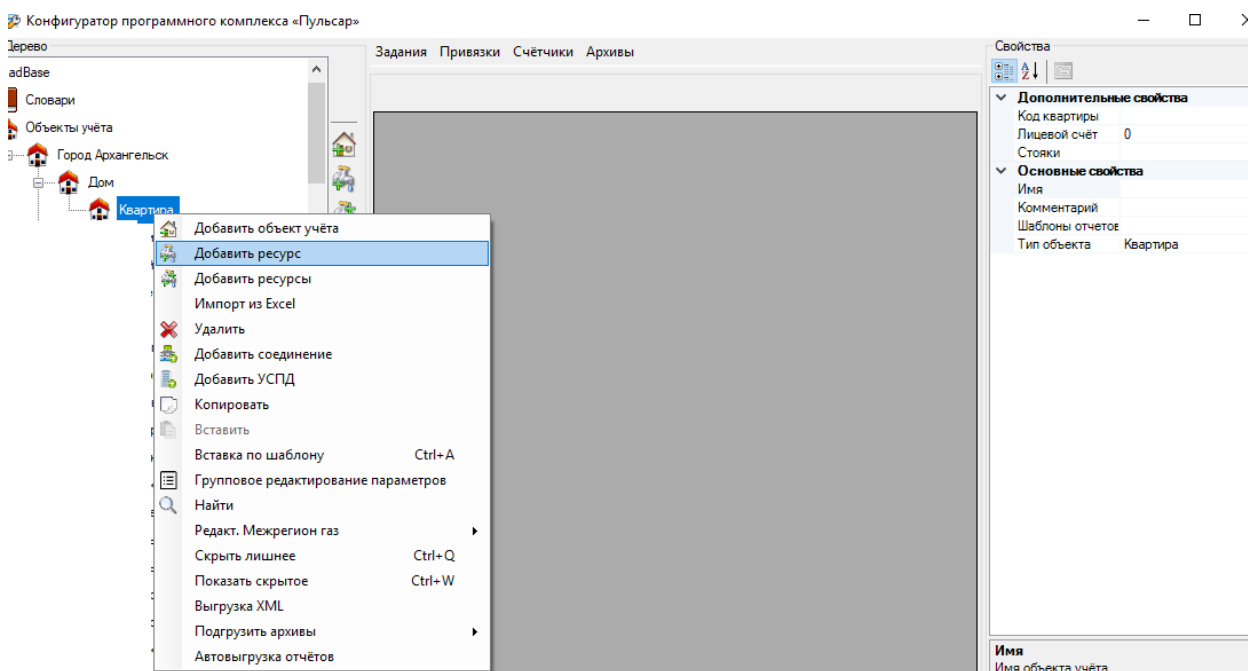 Конфигуратор программного комплекса «Пульсар»
Дерево
adBase
Словари
Объекты учёта
Город Архангельск
Дом
Квартира
Добавить объект учёта
Добавить ресурс
Добавить ресурсы
Импорт из Excel
Удалить
Добавить соединение
Добавить УСПД
Копировать
Вставить
Вставка по шаблону Ctrl+A
Групповое редактирование параметров
Найти
Редакт. Межрегион газ
Скрыть лишнее Ctrl+Q
Показать скрытое Ctrl+W
Выгрузка XML
Подгрузить архивы
Автовыгрузка отчётов
Задания Привязки Счётчики Архивы
Свойства
Дополнительные свойства
Код квартиры
Лицевой счёт 0
Стояки
Основные свойства
Имя
Комментарий
Шаблоны отчетов
Тип объекта Квартира
Имя
Имя объекта учёта